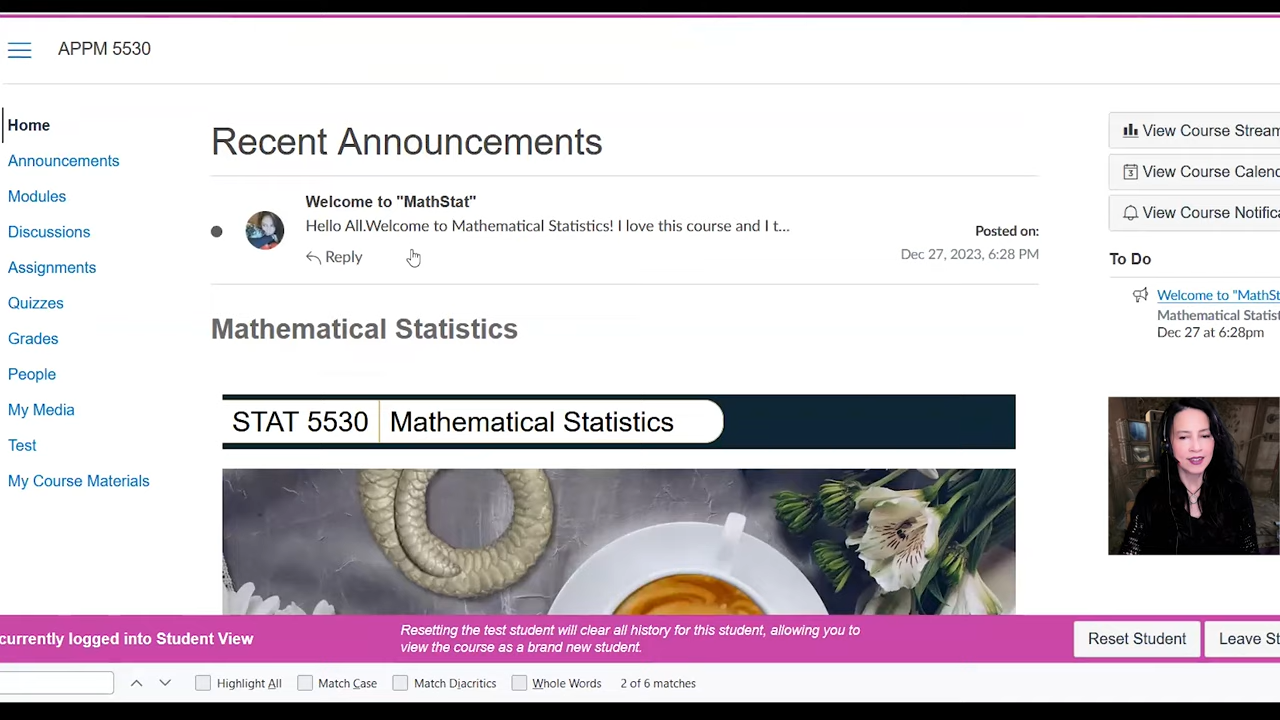 APPM 5530
Home
Announcements
Modules
Discussions
Assignments
Quizzes
Grades
People
My Media
Test
My Course Materials
Recent Announcements
Welcome to "MathStat"
Hello All.Welcome to Mathematical Statistics! I love this course and I t...
Reply
Posted on:
Dec 27, 2023, 6:28 PM
Mathematical Statistics
STAT 5530 Mathematical Statistics
View Course Stream
View Course Calend
View Course Notifica
To Do
Welcome to "MathSt
Mathematical Statist
Dec 27 at 6:28pm
currently logged into Student View
Resetting the test student will clear all history for this student, allowing you to
view the course as a brand new student.
Reset Student
Leave St
Highlight All
Match Case
Match Diacritics
Whole Words
2 of 6 matches